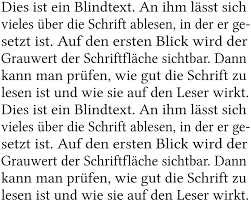 Dies ist ein Blindtext. An ihm lässt sich
vieles über die Schrift ablesen, in der er ge-
setzt ist. Auf den ersten Blick wird der
Grauwert der Schriftfläche sichtbar. Dann
kann man prüfen, wie gut die Schrift zu
lesen ist und wie sie auf den Leser wirkt.
Dies ist ein Blindtext. An ihm lässt sich
vieles über die Schrift ablesen, in der er ge-
setzt ist. Auf den ersten Blick wird der
Grauwert der Schriftfläche sichtbar. Dann
kann man prüfen, wie gut die Schrift zu
lesen ist und wie sie auf den Leser wirkt.